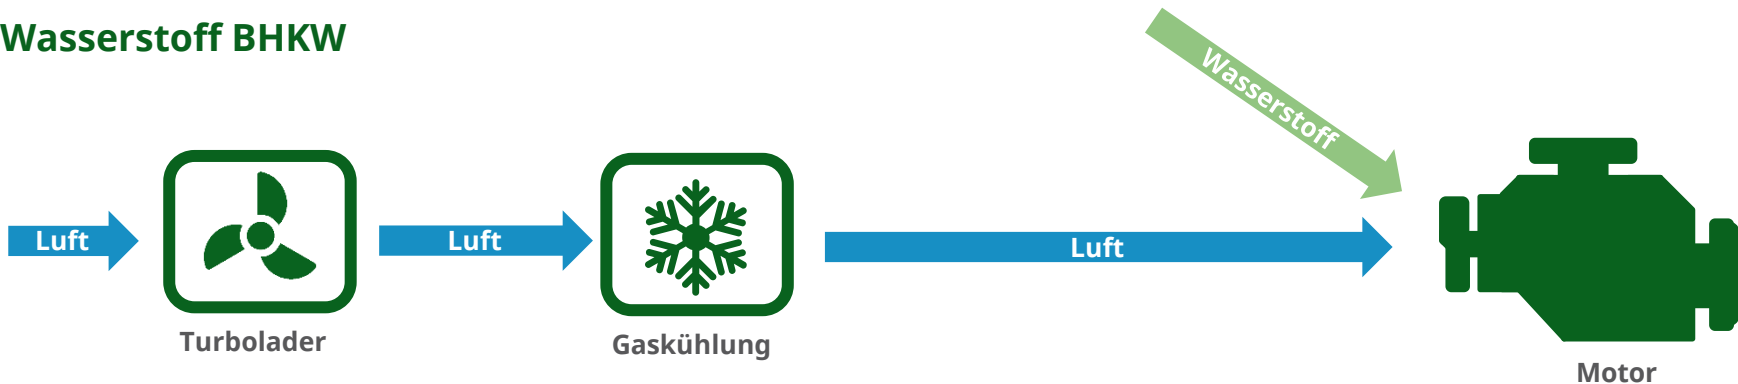 Wasserstoff BHKW
Wasserstoff
Luft
Luft
Luft
Turbolader
Gaskühlung
Motor